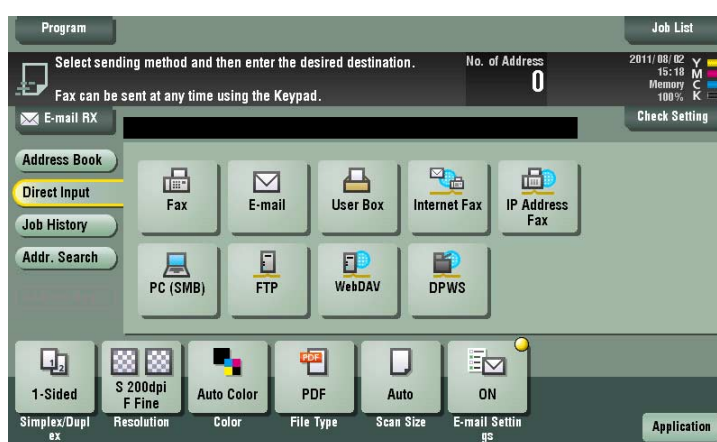 Program
Job List
Select sending method and then enter the desired destination.
No. of Address
0
Fax can be sent at any time using the Keypad.
2011/08/02
15:18
Memory
100%
Y
M
C
K
E-mail RX
Check Setting
Address Book
Direct Input
Job History
Addr. Search
Fax
E-mail
User Box
Internet Fax
IP Address
Fax
PC (SMB)
FTP
WebDAV
DPWS
1 2
PDF
1-Sided
S 200dpi
F Fine
Auto Color
PDF
Auto
ON
Simplex/Dupl
ex
Resolution
Color
File Type
Scan Size
E-mail Settin
gs
Application